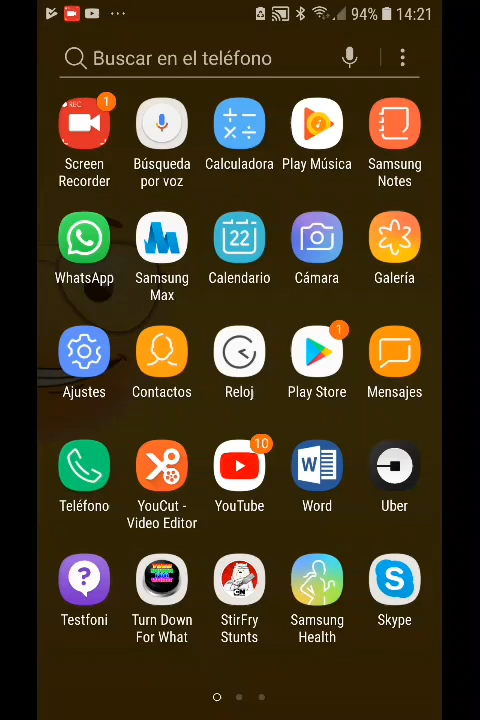 94% 14:21
Buscar en el teléfono
REC 1
Screen Recorder
Búsqueda por voz
Calculadora
Play Música
Samsung Notes
WhatsApp
Samsung Max
22
Calendario
Cámara
Galería
Ajustes
Contactos
Reloj
1
Play Store
Mensajes
Teléfono
YouCut - Video Editor
10
YouTube
W
Word
Uber
?
Testfoni
Turn Down For What
CN
StirFry Stunts
Samsung Health
S
Skype